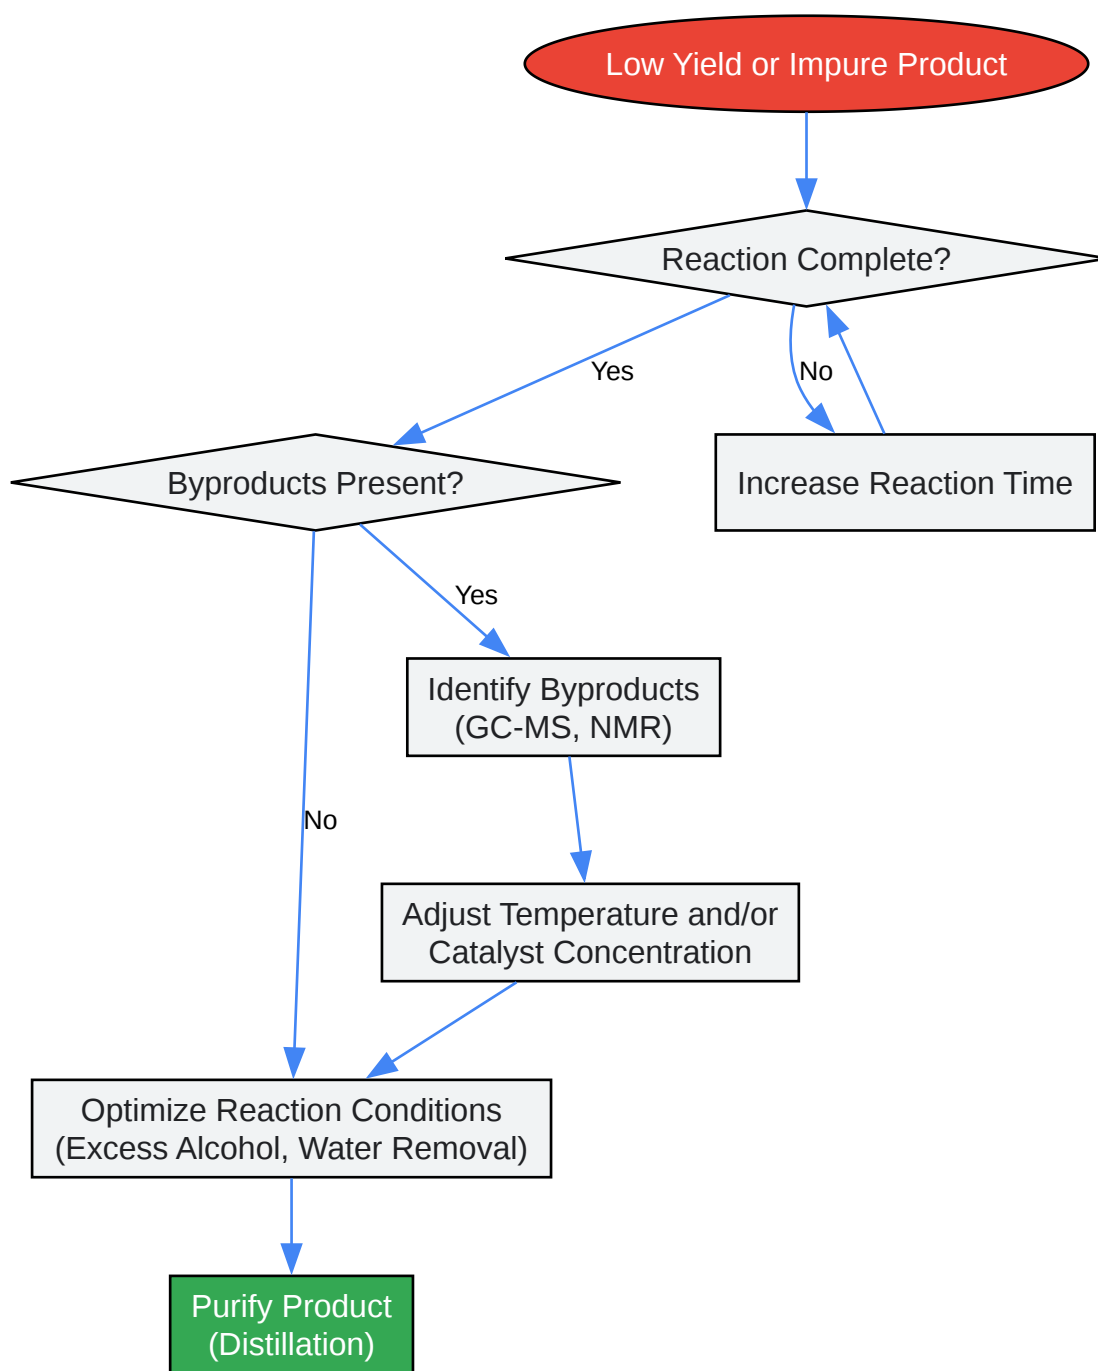 Low Yield or Impure Product
Reaction Complete?
Yes
No
Byproducts Present?
Increase Reaction Time
Yes
Identify Byproducts
(GC-MS, NMR)
No
Adjust Temperature and/or
Catalyst Concentration
Optimize Reaction Conditions
(Excess Alcohol, Water Removal)
Purify Product
(Distillation)